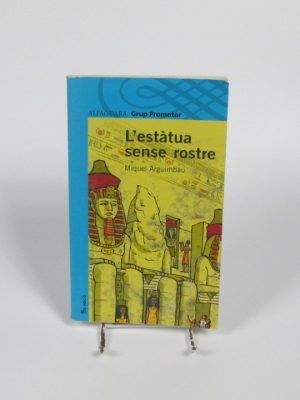 ALFAGUARA Grup Promotor
L'estàtua
sense rostre
Miquel Arguimbau